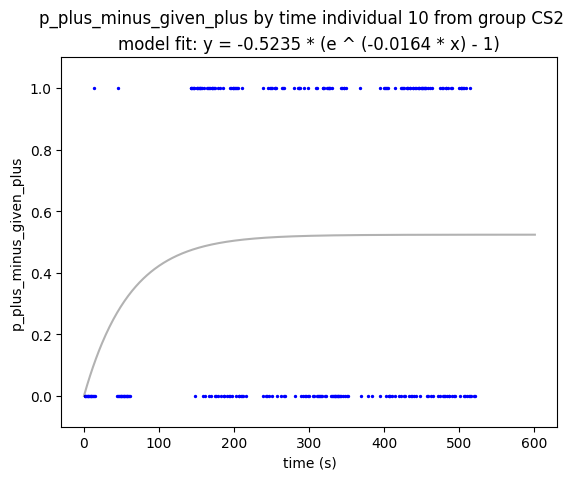 p_plus_minus_given_plus by time individual 10 from group CS2
model fit: y = -0.5235 * (e ^ (-0.0164 * x) - 1)
1.0
0.8
0.6
0.4
0.2
0.0
p_plus_minus_given_plus
0 100 200 300 400 500 600
time (s)